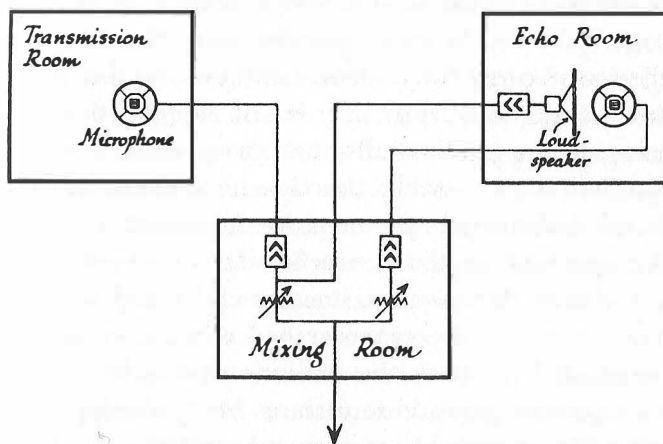 Transmission
Room
Microphone
Echo Room
Loud-
speaker
Mixing Room